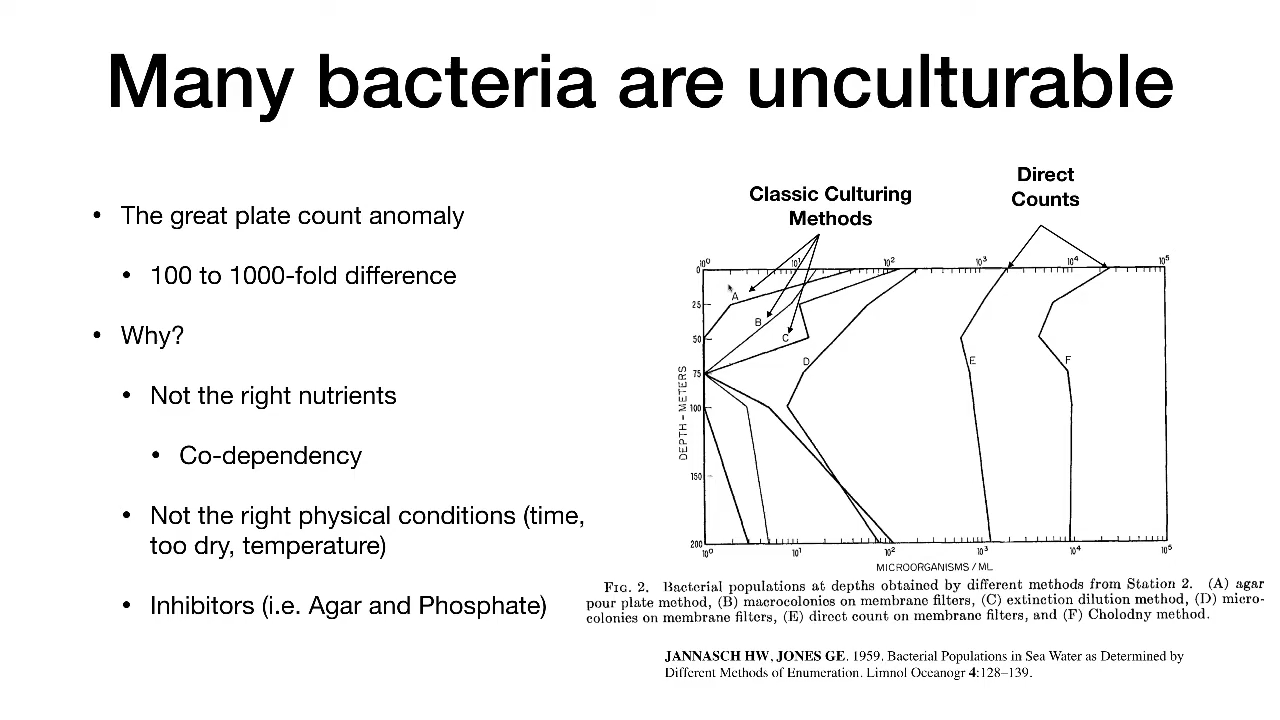 Many bacteria are unculturable
• The great plate count anomaly
• 100 to 1000-fold difference
• Why?
• Not the right nutrients
• Co-dependency
• Not the right physical conditions (time,
too dry, temperature)
• Inhibitors (i.e. Agar and Phosphate)
Classic Culturing
Methods
Direct
Counts
10⁰ 10¹ 10² 10³ 10⁴ 10⁵
0
25
50
75
100
150
200
DEPTH - METERS
A
B
C
D
E
F
10⁰ 10¹ 10² 10³ 10⁴ 10⁵
MICROORGANISMS / ML
FIG. 2. Bacterial populations at depths obtained by different methods from Station 2. (A) agar
pour plate method, (B) macrocolonies on membrane filters, (C) extinction dilution method, (D) micro-
colonies on membrane filters, (E) direct count on membrane filters, and (F) Cholodny method.
JANNASCH HW, JONES GE. 1959. Bacterial Populations in Sea Water as Determined by
Different Methods of Enumeration. Limnol Oceanogr 4:128–139.